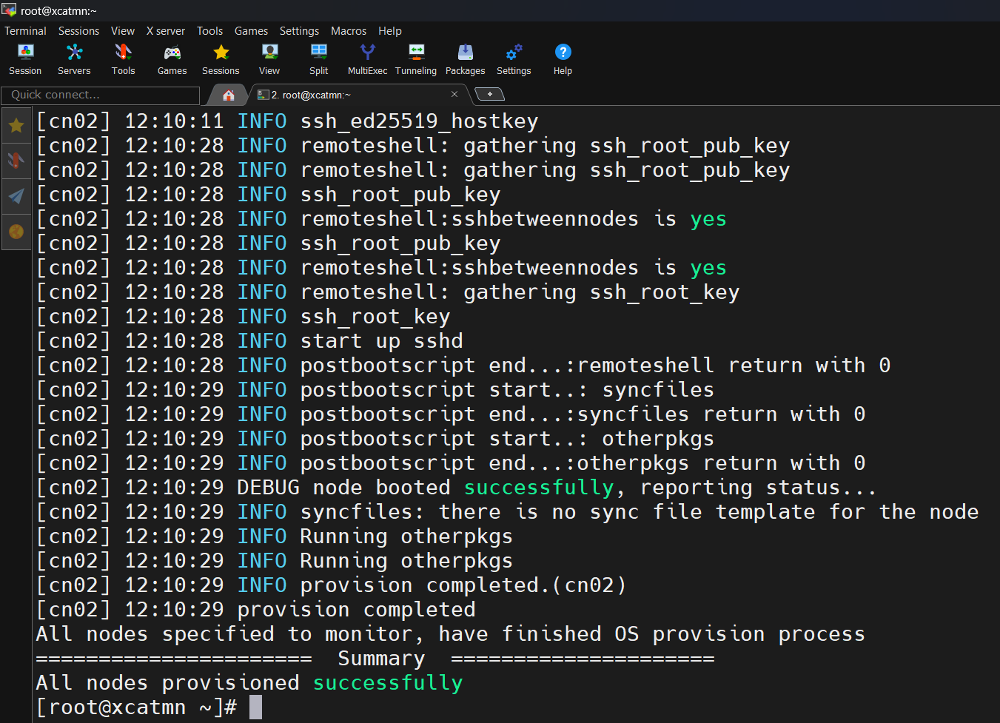 root@xcatmn:~
Terminal Sessions View X server Tools Games Settings Macros Help
Session Servers Tools Games Sessions View Split MultiExec Tunneling Packages Settings Help
Quick connect...
2. root@xcatmn:~
[cn02] 12:10:11 INFO ssh_ed25519_hostkey
[cn02] 12:10:28 INFO remoteshell: gathering ssh_root_pub_key
[cn02] 12:10:28 INFO remoteshell: gathering ssh_root_pub_key
[cn02] 12:10:28 INFO ssh_root_pub_key
[cn02] 12:10:28 INFO remoteshell:sshbetweennodes is yes
[cn02] 12:10:28 INFO ssh_root_pub_key
[cn02] 12:10:28 INFO remoteshell:sshbetweennodes is yes
[cn02] 12:10:28 INFO remoteshell: gathering ssh_root_key
[cn02] 12:10:28 INFO ssh_root_key
[cn02] 12:10:28 INFO start up sshd
[cn02] 12:10:28 INFO postbootscript end...:remoteshell return with 0
[cn02] 12:10:29 INFO postbootscript start..: syncfiles
[cn02] 12:10:29 INFO postbootscript end...:syncfiles return with 0
[cn02] 12:10:29 INFO postbootscript start..: otherpkgs
[cn02] 12:10:29 INFO postbootscript end...:otherpkgs return with 0
[cn02] 12:10:29 DEBUG node booted successfully, reporting status...
[cn02] 12:10:29 INFO syncfiles: there is no sync file template for the node
[cn02] 12:10:29 INFO Running otherpkgs
[cn02] 12:10:29 INFO Running otherpkgs
[cn02] 12:10:29 INFO provision completed.(cn02)
[cn02] 12:10:29 provision completed
All nodes specified to monitor, have finished OS provision process
======================  Summary  =====================
All nodes provisioned successfully
[root@xcatmn ~]#